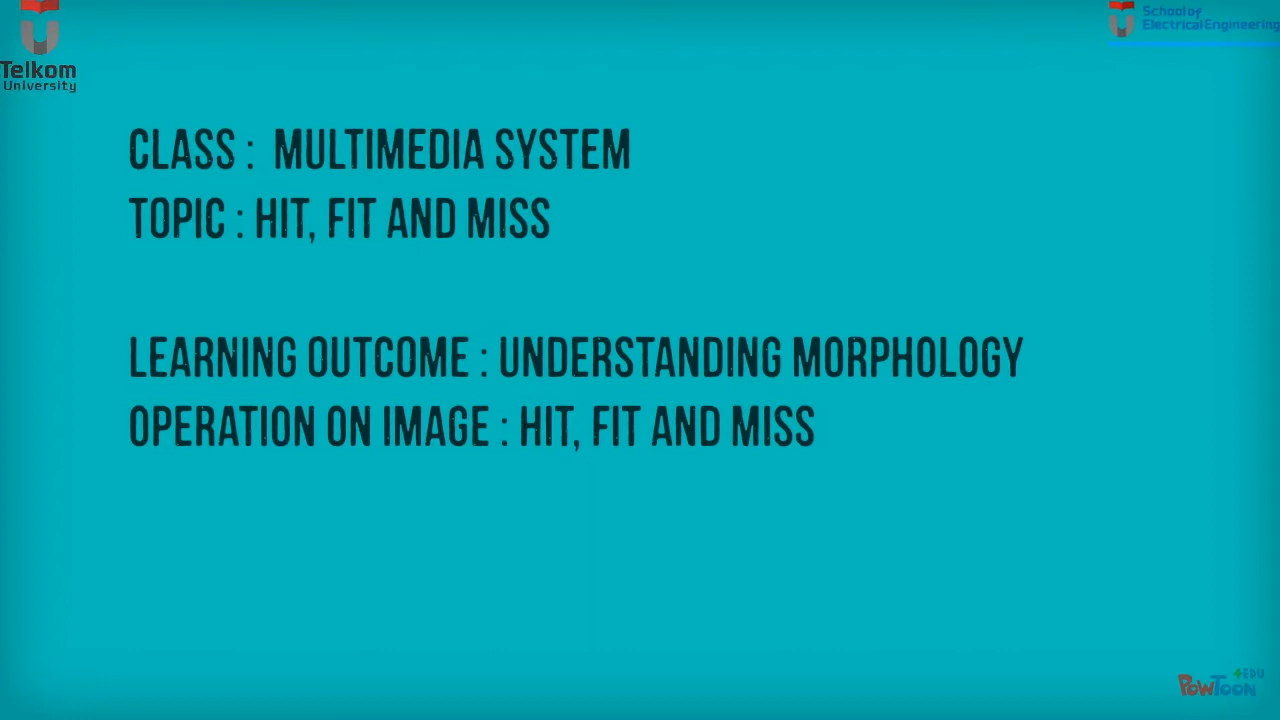 Telkom
University
School of
Electrical Engineering
CLASS : MULTIMEDIA SYSTEM
TOPIC : HIT, FIT AND MISS
LEARNING OUTCOME : UNDERSTANDING MORPHOLOGY
OPERATION ON IMAGE : HIT, FIT AND MISS
+EDU
POWTOON